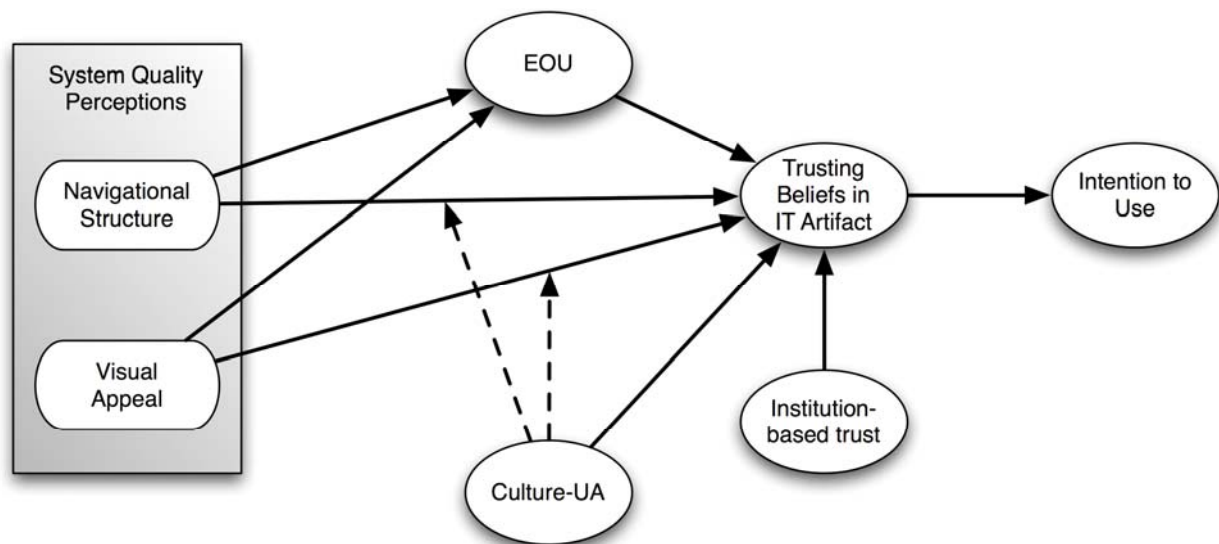 System Quality
Perceptions
EOU
Navigational
Structure
Trusting
Beliefs in
IT Artifact
Intention to
Use
Visual
Appeal
Institution-
based trust
Culture-UA